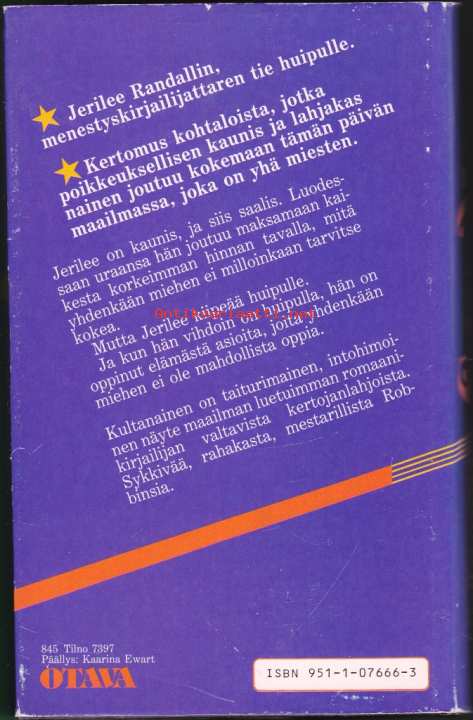 Jerilee Randallin,
menestyskirjailijattaren tie huipulle.
Kertomus kohtaloista, jotka
poikkeuksellisen kaunis ja lahjakas
nainen joutuu kokemaan tämän päivän
maailmassa, joka on yhä miesten.
Jerilee on kaunis, ja siis saalis. Luodes-
saan uraansa hän joutuu maksamaan kai-
kesta korkeimman hinnan tavalla, mitä
yhdenkään miehen ei milloinkaan tarvitse
kokea.
Mutta Jerilee kiipeää huipulle.
Ja kun hän vihdoin on huipulla, hän on
oppinut elämästä asioita, joita yhdenkään
miehen ei ole mahdollista oppia.
Kultanainen on taiturimainen, intohimoi-
nen näyte maailman luetuimman romaani-
kirjailijan valtavista kertojanlahjoista.
Sykkivää, rahakasta, mestarillista Rob-
binsia.
845 Tilno 7397
Päällys: Kaarina Ewart
OTAVA
ISBN 951-1-07666-3